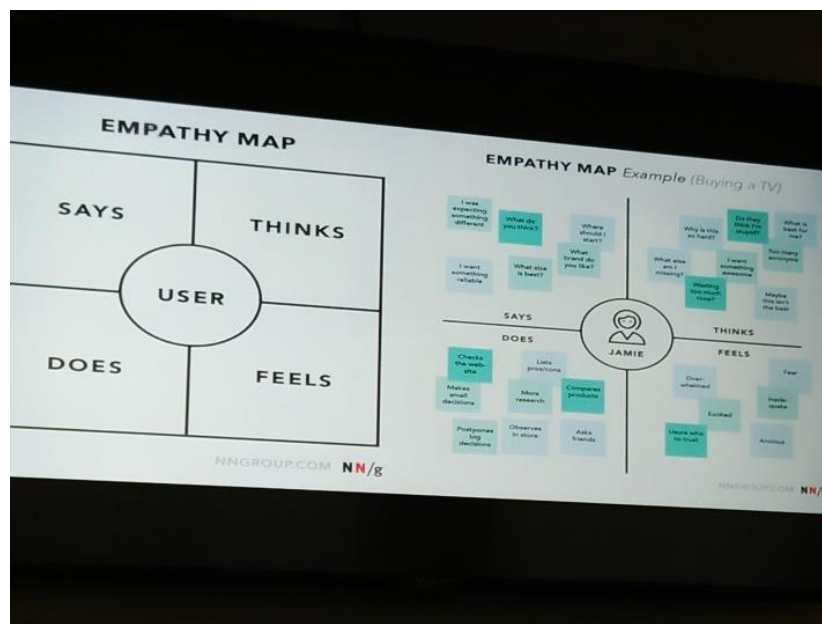 EMPATHY MAP
SAYS
THINKS
USER
DOES
FEELS
NNGROUP.COM NN/g
EMPATHY MAP Example (Buying a TV)
I was
expecting
something
different
What do
you think?
Where
should I
start?
I want
something
reliable
What size
is best?
What
brand do
you like?
SAYS
Why is this
so hard?
Do they
think I'm
stupid?
What is
best for
me?
What else
am I
missing?
I want
something
awesome
Too many
acronyms
Wasting
too much
time?
Maybe
this isn't
the best
THINKS
JAMIE
DOES
Checks
the web-
site
Lists
pros/cons
Makes
small
decisions
More
research
Compares
products
Postpones
big
decisions
Observes
in store
Asks
friends
FEELS
Over-
whelmed
Fear
Excited
Inade-
quate
Usure who
to trust
Anxious
NNGROUP.COM NN/